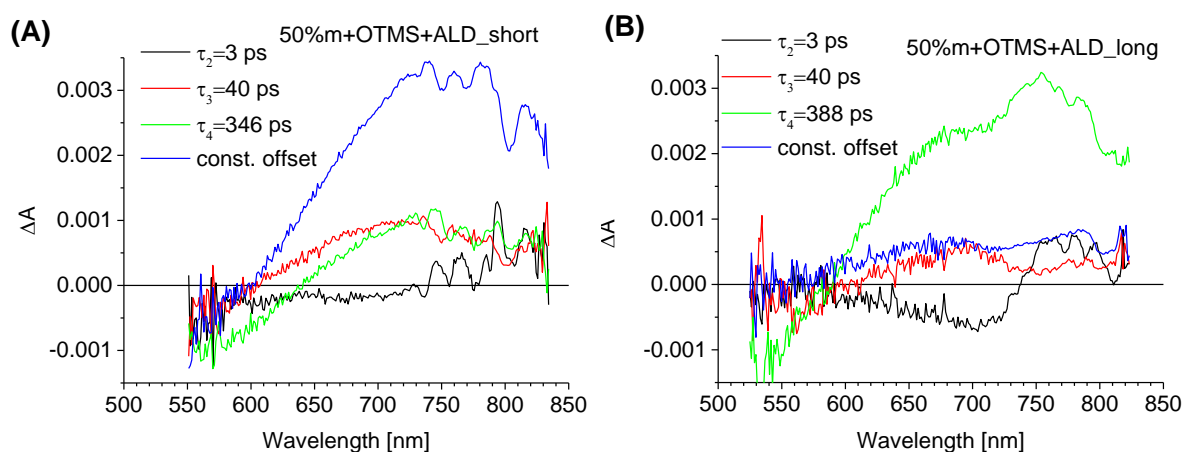 (A)
50%m+OTMS+ALD_short
τ₂=3 ps
τ₃=40 ps
τ₄=346 ps
const. offset
0.003
0.002
0.001
0.000
-0.001
ΔA
500 550 600 650 700 750 800 850
Wavelength [nm]
(B)
50%m+OTMS+ALD_long
τ₂=3 ps
τ₃=40 ps
τ₄=388 ps
const. offset
0.003
0.002
0.001
0.000
-0.001
ΔA
500 550 600 650 700 750 800 850
Wavelength [nm]